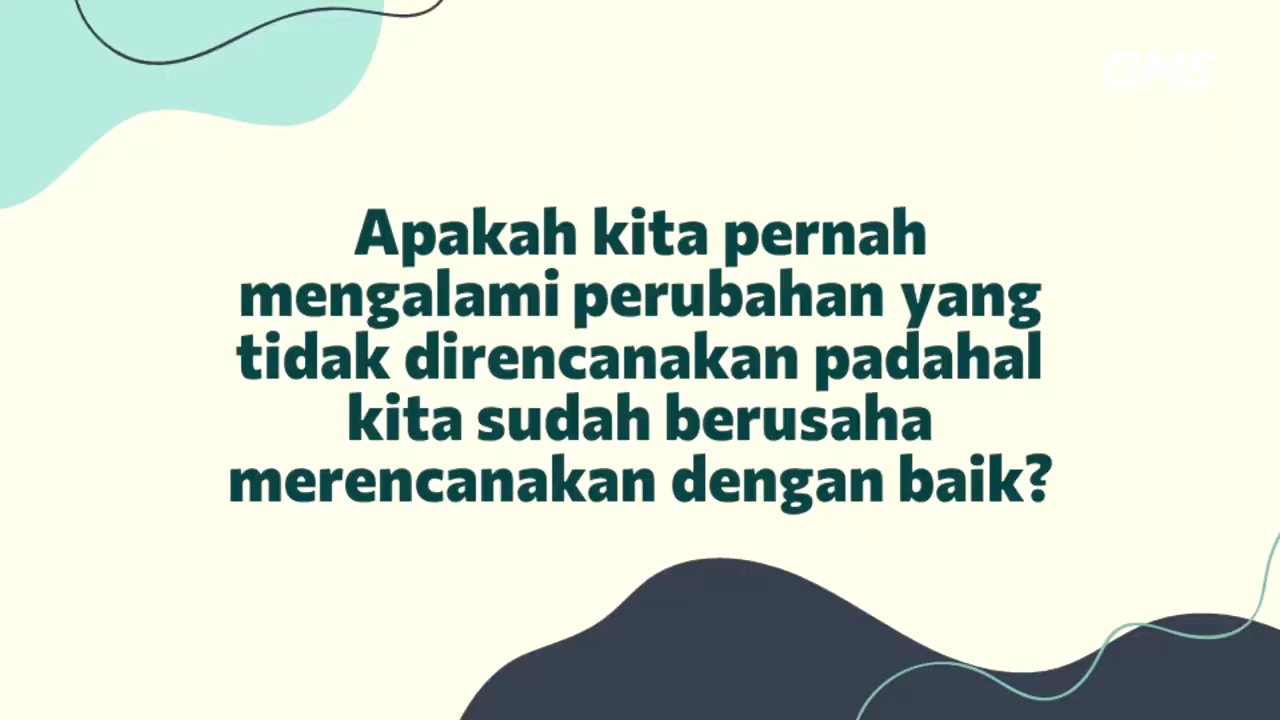 GMS
Apakah kita pernah
mengalami perubahan yang
tidak direncanakan padahal
kita sudah berusaha
merencanakan dengan baik?